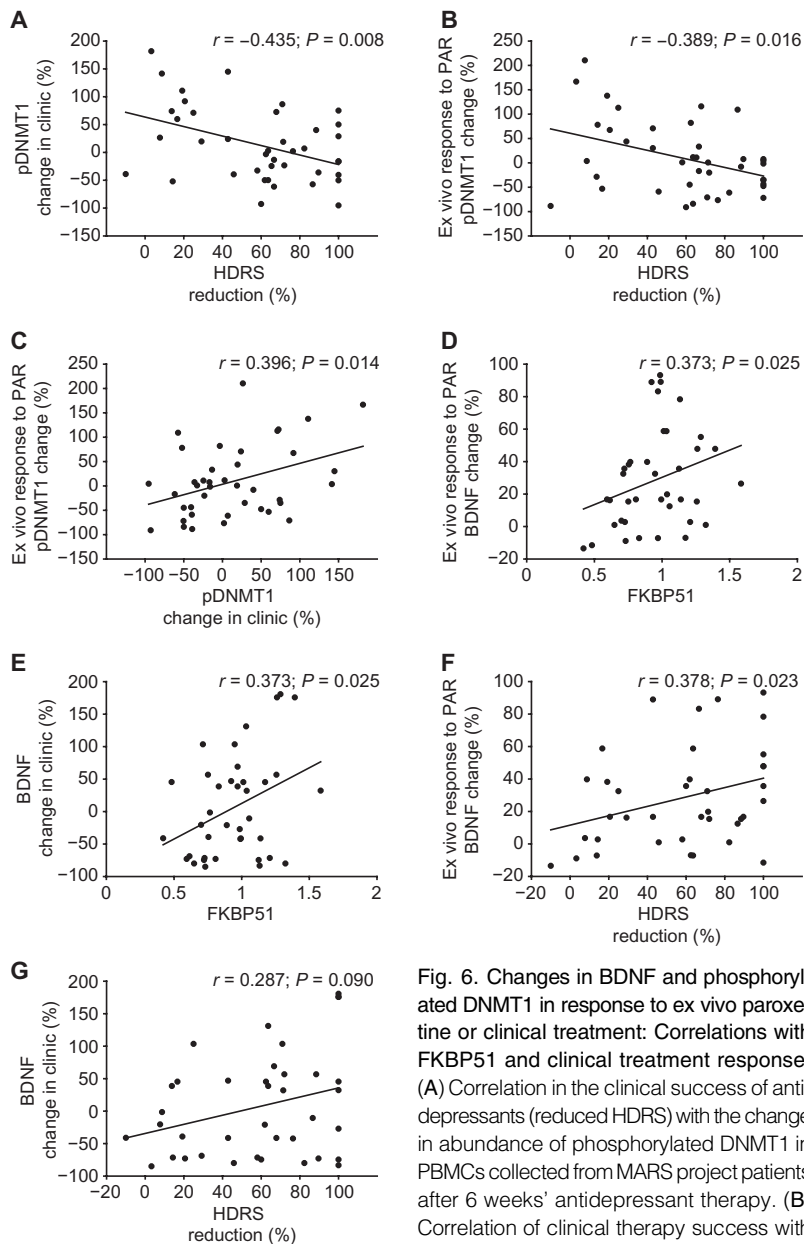 A
r = −0.435; P = 0.008
pDNMT1
change in clinic (%)
200
150
100
50
0
−50
−100
−150
0 20 40 60 80 100
HDRS
reduction (%)
B
r = −0.389; P = 0.016
Ex vivo response to PAR
pDNMT1 change (%)
250
200
150
100
50
0
−50
−100
−150
0 20 40 60 80 100
HDRS
reduction (%)
C
r = 0.396; P = 0.014
Ex vivo response to PAR
pDNMT1 change (%)
250
200
150
100
50
0
−50
−100
−150
−100 −50 0 50 100 150
pDNMT1
change in clinic (%)
D
r = 0.373; P = 0.025
Ex vivo response to PAR
BDNF change (%)
100
80
60
40
20
0
−20
0 0.5 1 1.5 2
FKBP51
E
r = 0.373; P = 0.025
BDNF
change in clinic (%)
200
150
100
50
0
−50
−100
0 0.5 1 1.5 2
FKBP51
F
r = 0.378; P = 0.023
Ex vivo response to PAR
BDNF change (%)
100
80
60
40
20
0
−20
−20 0 20 40 60 80 100
HDRS
reduction (%)
G
r = 0.287; P = 0.090
BDNF
change in clinic (%)
200
150
100
50
0
−50
−100
0 20 40 60 80 100
HDRS
reduction (%)
Fig. 6. Changes in BDNF and phosphoryl
ated DNMT1 in response to ex vivo paroxe
tine or clinical treatment: Correlations with
FKBP51 and clinical treatment response
(A) Correlation in the clinical success of anti
depressants (reduced HDRS) with the change
in abundance of phosphorylated DNMT1 in
PBMCs collected from MARS project patients
after 6 weeks' antidepressant therapy. (B
Correlation of clinical therapy success with